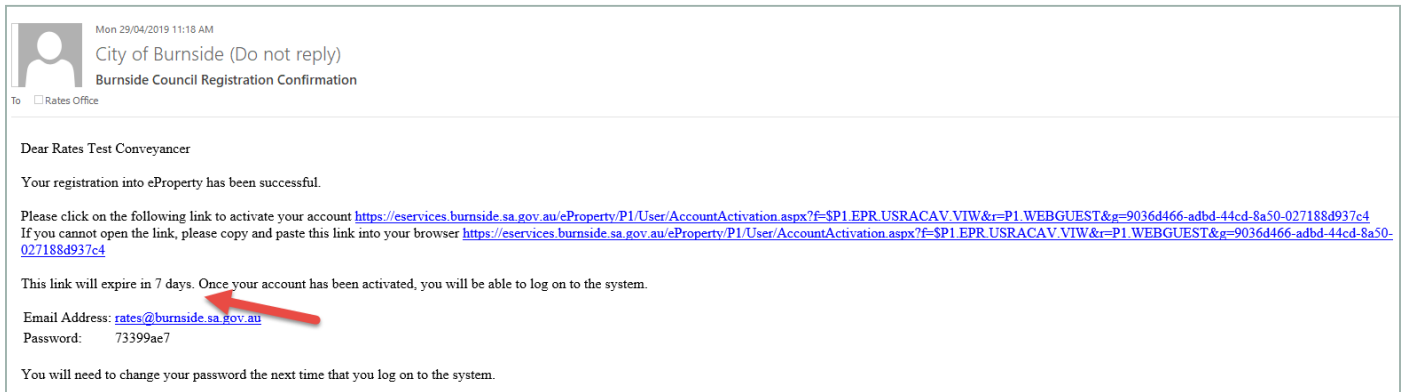 Mon 29/04/2019 11:18 AM
City of Burnside (Do not reply)
Burnside Council Registration Confirmation
To Rates Office
Dear Rates Test Conveyancer
Your registration into eProperty has been successful.
Please click on the following link to activate your account https://eservices.burnside.sa.gov.au/eProperty/P1/User/AccountActivation.aspx?f=$P1.EPR.USRACAV.VIW&r=P1.WEBGUEST&g=9036d466-adbd-44cd-8a50-027188d937c4
If you cannot open the link, please copy and paste this link into your browser https://eservices.burnside.sa.gov.au/eProperty/P1/User/AccountActivation.aspx?f=$P1.EPR.USRACAV.VIW&r=P1.WEBGUEST&g=9036d466-adbd-44cd-8a50-
027188d937c4
This link will expire in 7 days. Once your account has been activated, you will be able to log on to the system.
Email Address: rates@burnside.sa.gov.au
Password: 73399ae7
You will need to change your password the next time that you log on to the system.